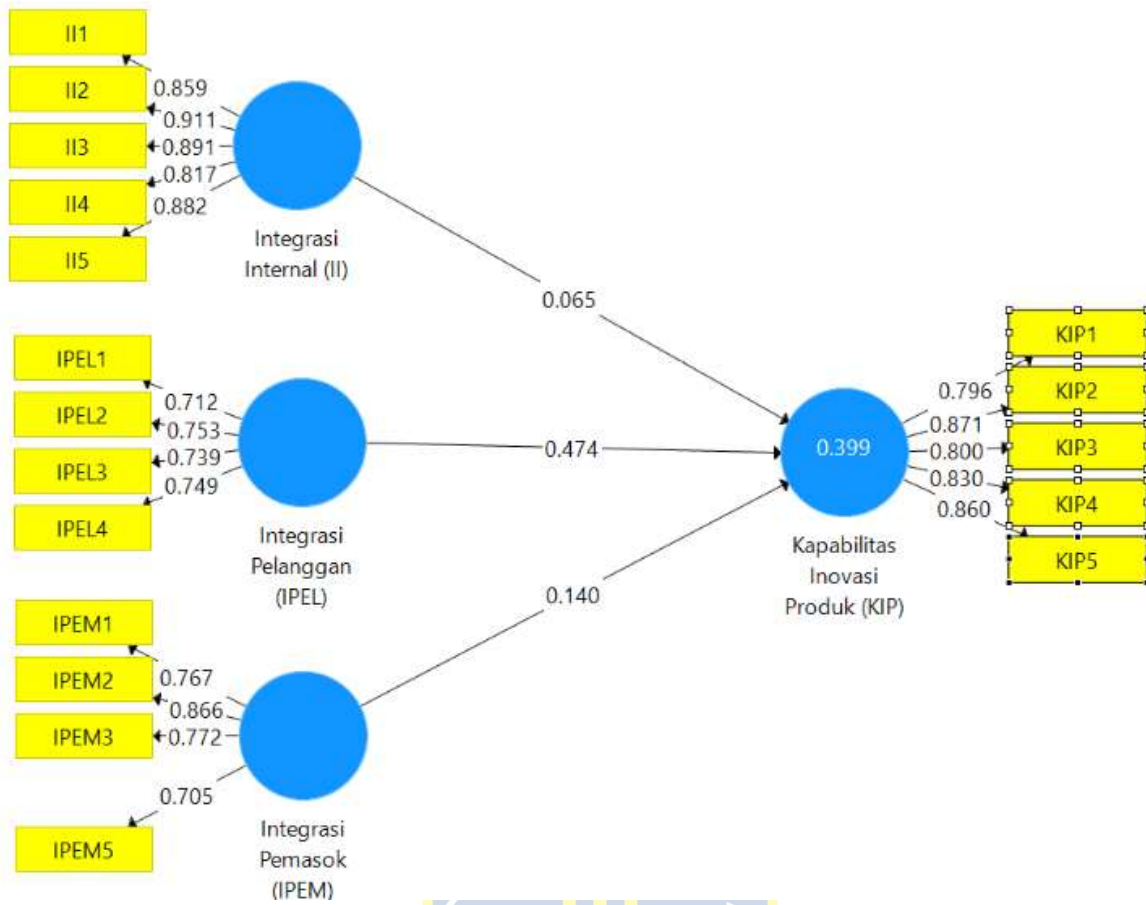 II1
II2
II3
II4
II5
0.859
0.911
0.891
0.817
0.882
Integrasi
Internal (II)
0.065
IPEL1
IPEL2
IPEL3
IPEL4
0.712
0.753
0.739
0.749
Integrasi
Pelanggan
(IPEL)
0.474
IPEM1
IPEM2
IPEM3
IPEM5
0.767
0.866
0.772
0.705
Integrasi
Pemasok
(IPEM)
0.140
0.399
Kapabilitas
Inovasi
Produk (KIP)
0.796
0.871
0.800
0.830
0.860
KIP1
KIP2
KIP3
KIP4
KIP5